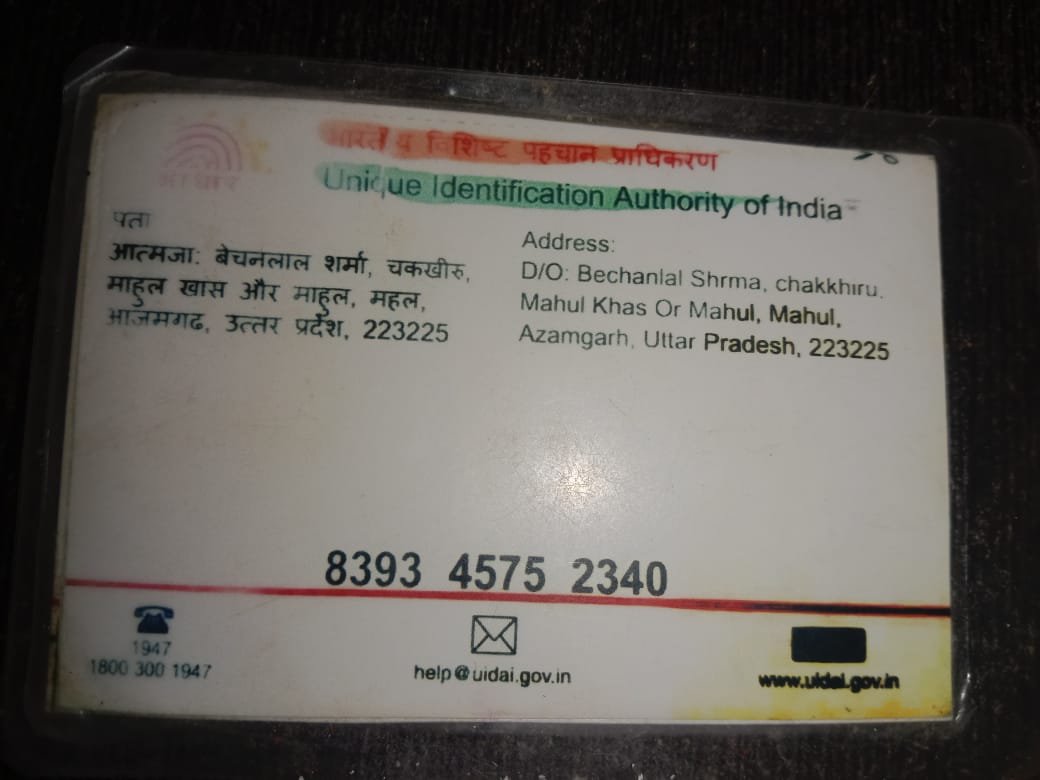 आधार
भारतीय विशिष्ट पहचान प्राधिकरण
Unique Identification Authority of India
पता
आत्मजा: बेचनलाल शर्मा, चकखीरु,
माहुल खास और माहुल, महल,
आजमगढ, उत्तर प्रदेश, 223225
Address:
D/O: Bechanlal Shrma, chakkhiru,
Mahul Khas Or Mahul, Mahul,
Azamgarh, Uttar Pradesh, 223225
8393 4575 2340
1947
1800 300 1947
help@uidai.gov.in
www.uidai.gov.in